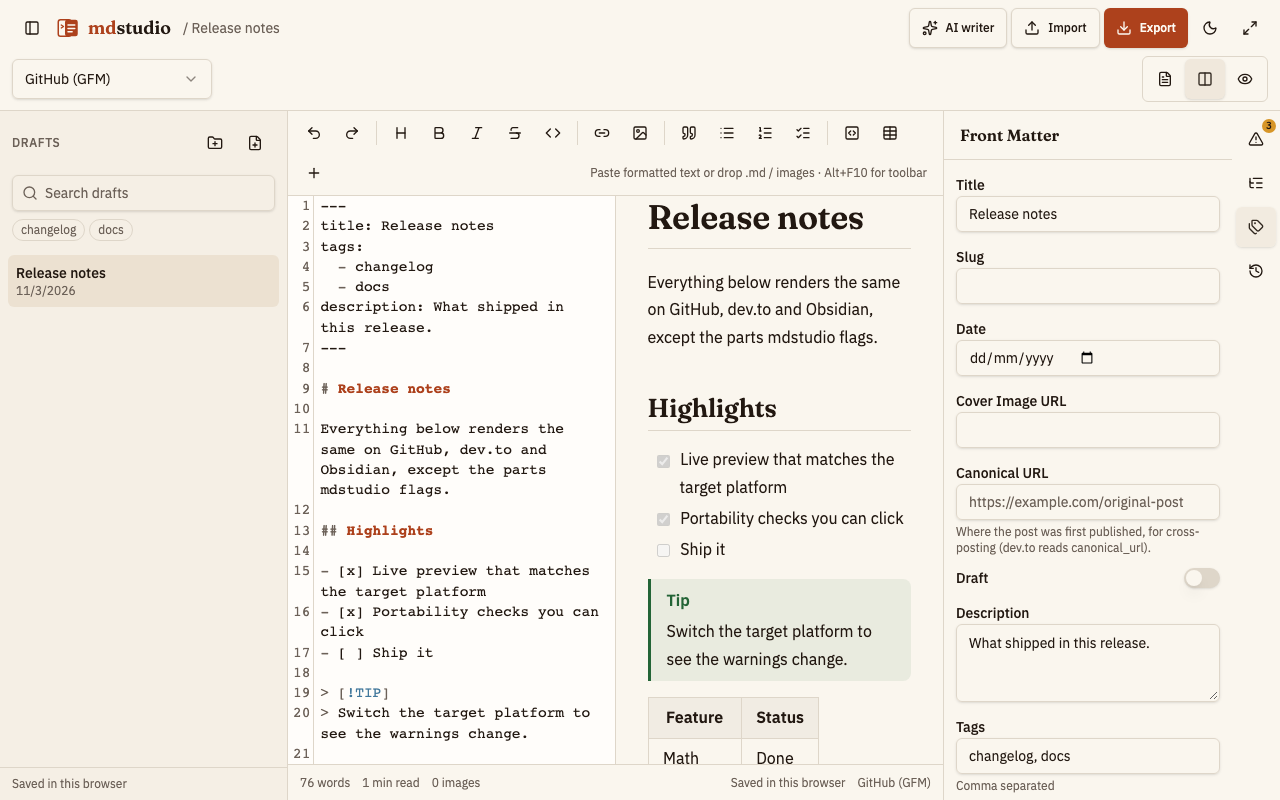 mdstudio / Release notes
AI writer
Import
Export
GitHub (GFM)
DRAFTS
Search drafts
changelog docs
Release notes
11/3/2026
Saved in this browser
Paste formatted text or drop .md / images · Alt+F10 for toolbar
1 ---
2 title: Release notes
3 tags:
4 - changelog
5 - docs
6 description: What shipped in
this release.
7 ---
8
9 # Release notes
10
11 Everything below renders the
same on GitHub, dev.to and
Obsidian, except the parts
mdstudio flags.
12
13 ## Highlights
14
15 - [x] Live preview that matches
the target platform
16 - [x] Portability checks you can
click
17 - [ ] Ship it
18
19 > [!TIP]
20 > Switch the target platform to
see the warnings change.
21
Release notes
Everything below renders the same
on GitHub, dev.to and Obsidian,
except the parts mdstudio flags.
Highlights
Live preview that matches the
target platform
Portability checks you can click
Ship it
Tip
Switch the target platform to
see the warnings change.
Feature Status
Math Done
76 words 1 min read 0 images
Saved in this browser GitHub (GFM)
Front Matter
3
Title
Release notes
Slug
Date
dd/mm/yyyy
Cover Image URL
Canonical URL
https://example.com/original-post
Where the post was first published, for cross-
posting (dev.to reads canonical_url).
Draft
Description
What shipped in this release.
Tags
changelog, docs
Comma separated